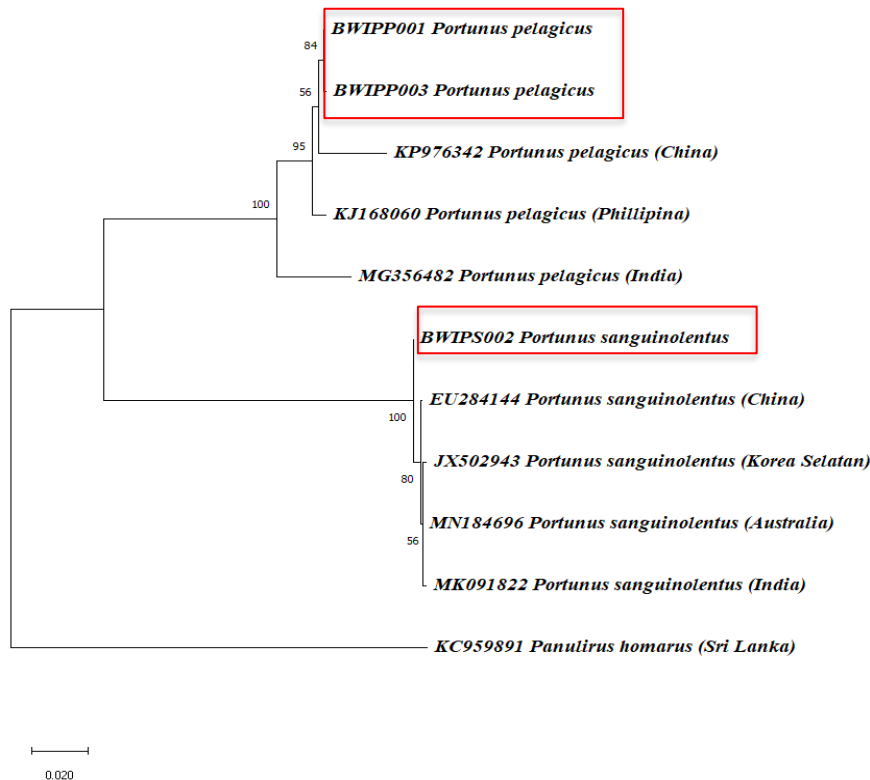 BWIPP001 Portunus pelagicus
84
BWIPP003 Portunus pelagicus
56
KP976342 Portunus pelagicus (China)
95
KJ168060 Portunus pelagicus (Phillipina)
100
MG356482 Portunus pelagicus (India)
BWIPS002 Portunus sanguinolentus
EU284144 Portunus sanguinolentus (China)
100
JX502943 Portunus sanguinolentus (Korea Selatan)
80
MN184696 Portunus sanguinolentus (Australia)
56
MK091822 Portunus sanguinolentus (India)
KC959891 Panulirus homarus (Sri Lanka)
0.020